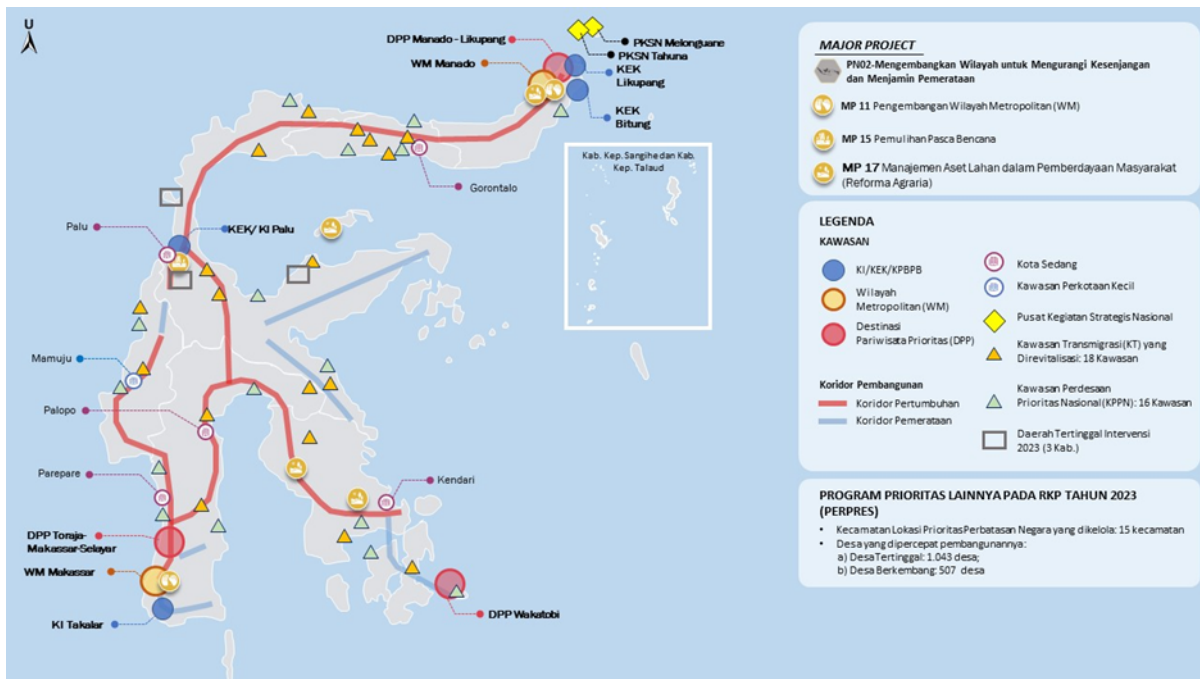 U
DPP Manado - Likupang
WM Manado
PKSN Melonguane
PKSN Tahuna
KEK
Likupang
KEK
Bitung
Kab. Kep. Sangihe dan Kab.
Kep. Talaud
Gorontalo
Palu
KEK/ KI Palu
Mamuju
Palopo
Parepare
Kendari
DPP Toraja-
Makassar-Selayar
WM Makassar
KI Takalar
DPP Wakatobi
MAJOR PROJECT
PN02-Mengembangkan Wilayah untuk Mengurangi Kesenjangan
dan Menjamin Pemerataan
MP 11 Pengembangan Wilayah Metropolitan (WM)
MP 15 Pemulihan Pasca Bencana
MP 17 Manajemen Aset Lahan dalam Pemberdayaan Masyarakat
(Reforma Agraria)
LEGENDA
KAWASAN
KI/KEK/KPBPB
Wilayah
Metropolitan (WM)
Destinasi
Pariwisata Prioritas (DPP)
Koridor Pembangunan
Koridor Pertumbuhan
Koridor Pemerataan
Kota Sedang
Kawasan Perkotaan Kecil
Pusat Kegiatan Strategis Nasional
Kawasan Transmigrasi (KT) yang
Direvitalisasi: 18 Kawasan
Kawasan Perdesaan
Prioritas Nasional (KPPN): 16 Kawasan
Daerah Tertinggal Intervensi
2023 (3 Kab.)
PROGRAM PRIORITAS LAINNYA PADA RKP TAHUN 2023
(PERPRES)
• Kecamatan Lokasi Prioritas Perbatasan Negara yang dikelola: 15 kecamatan
• Desa yang dipercepat pembangunannya:
a) Desa Tertinggal: 1.043 desa;
b) Desa Berkembang: 507 desa